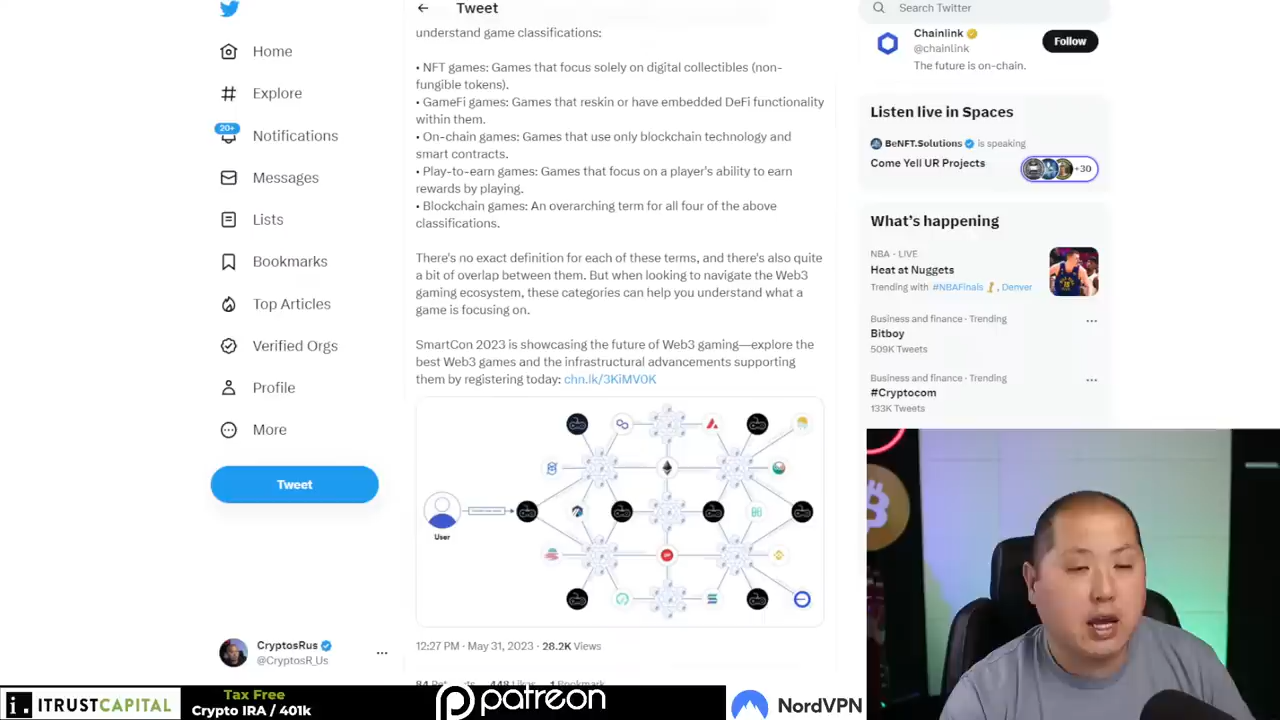 Home
Explore
20+
Notifications
Messages
Lists
Bookmarks
Top Articles
Verified Orgs
Profile
More
Tweet
CryptosRus
@CryptosR_Us
Tweet
understand game classifications:
• NFT games: Games that focus solely on digital collectibles (non-
fungible tokens).
• GameFi games: Games that reskin or have embedded DeFi functionality
within them.
• On-chain games: Games that use only blockchain technology and
smart contracts.
• Play-to-earn games: Games that focus on a player's ability to earn
rewards by playing.
• Blockchain games: An overarching term for all four of the above
classifications.
There's no exact definition for each of these terms, and there's also quite
a bit of overlap between them. But when looking to navigate the Web3
gaming ecosystem, these categories can help you understand what a
game is focusing on.
SmartCon 2023 is showcasing the future of Web3 gaming—explore the
best Web3 games and the infrastructural advancements supporting
them by registering today: chn.lk/3KiMV0K
User
12:27 PM · May 31, 2023 · 28.2K Views
Search Twitter
Chainlink
@chainlink
Follow
The future is on-chain.
Listen live in Spaces
BeNFT.Solutions is speaking
Come Yell UR Projects
+30
What's happening
NBA · LIVE
Heat at Nuggets
Trending with #NBAFinals, Denver
Business and finance · Trending
Bitboy
509K Tweets
Business and finance · Trending
#Cryptocom
133K Tweets
ITRUSTCAPITAL
Tax Free
Crypto IRA / 401k
patreon
NordVPN